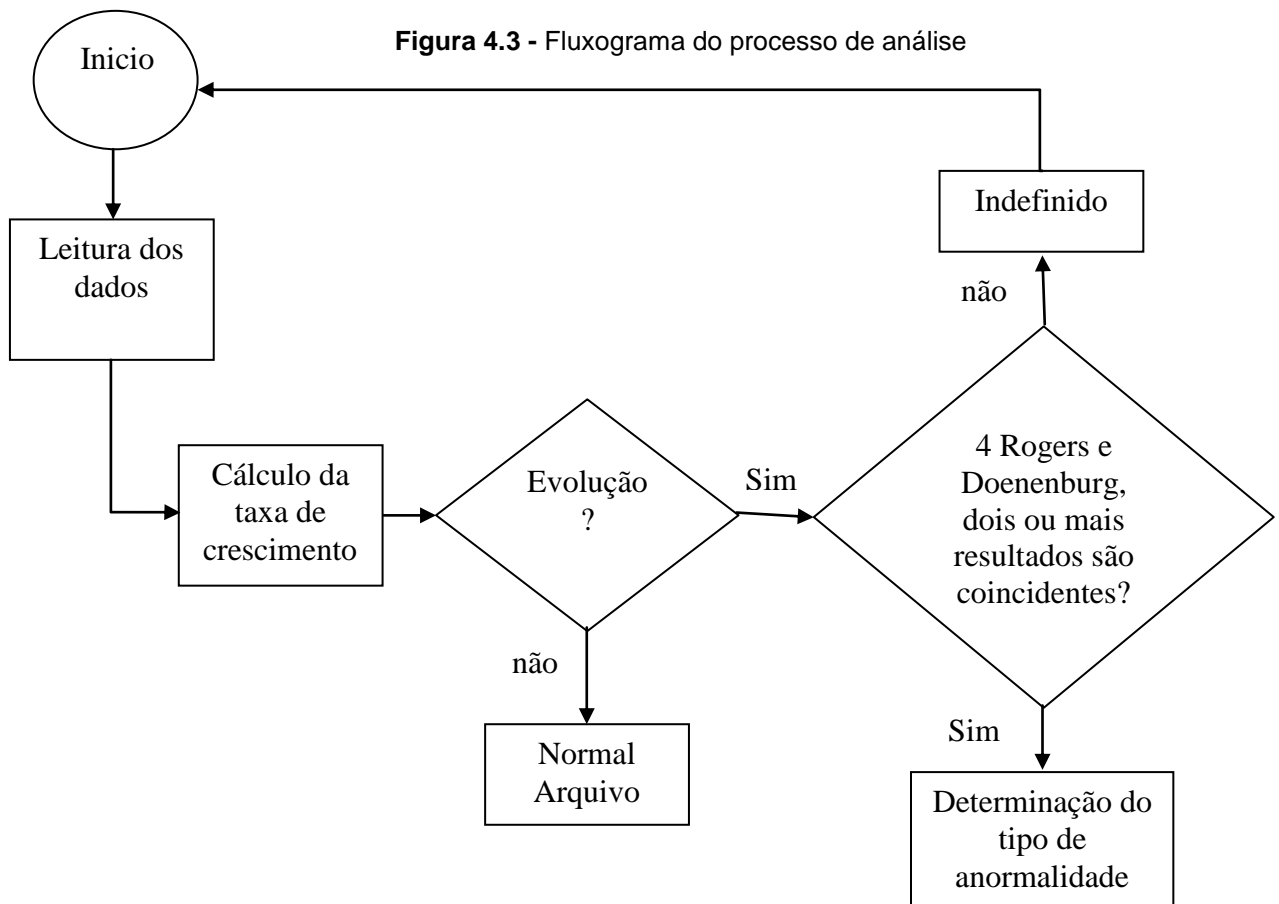 Figura 4.3 - Fluxograma do processo de análise
Inicio
Leitura dos
dados
Cálculo da
taxa de
crescimento
Evolução
?
não
Normal
Arquivo
Sim
4 Rogers e
Doenenburg,
dois ou mais
resultados são
coincidentes?
não
Indefinido
Sim
Determinação do
tipo de
anormalidade